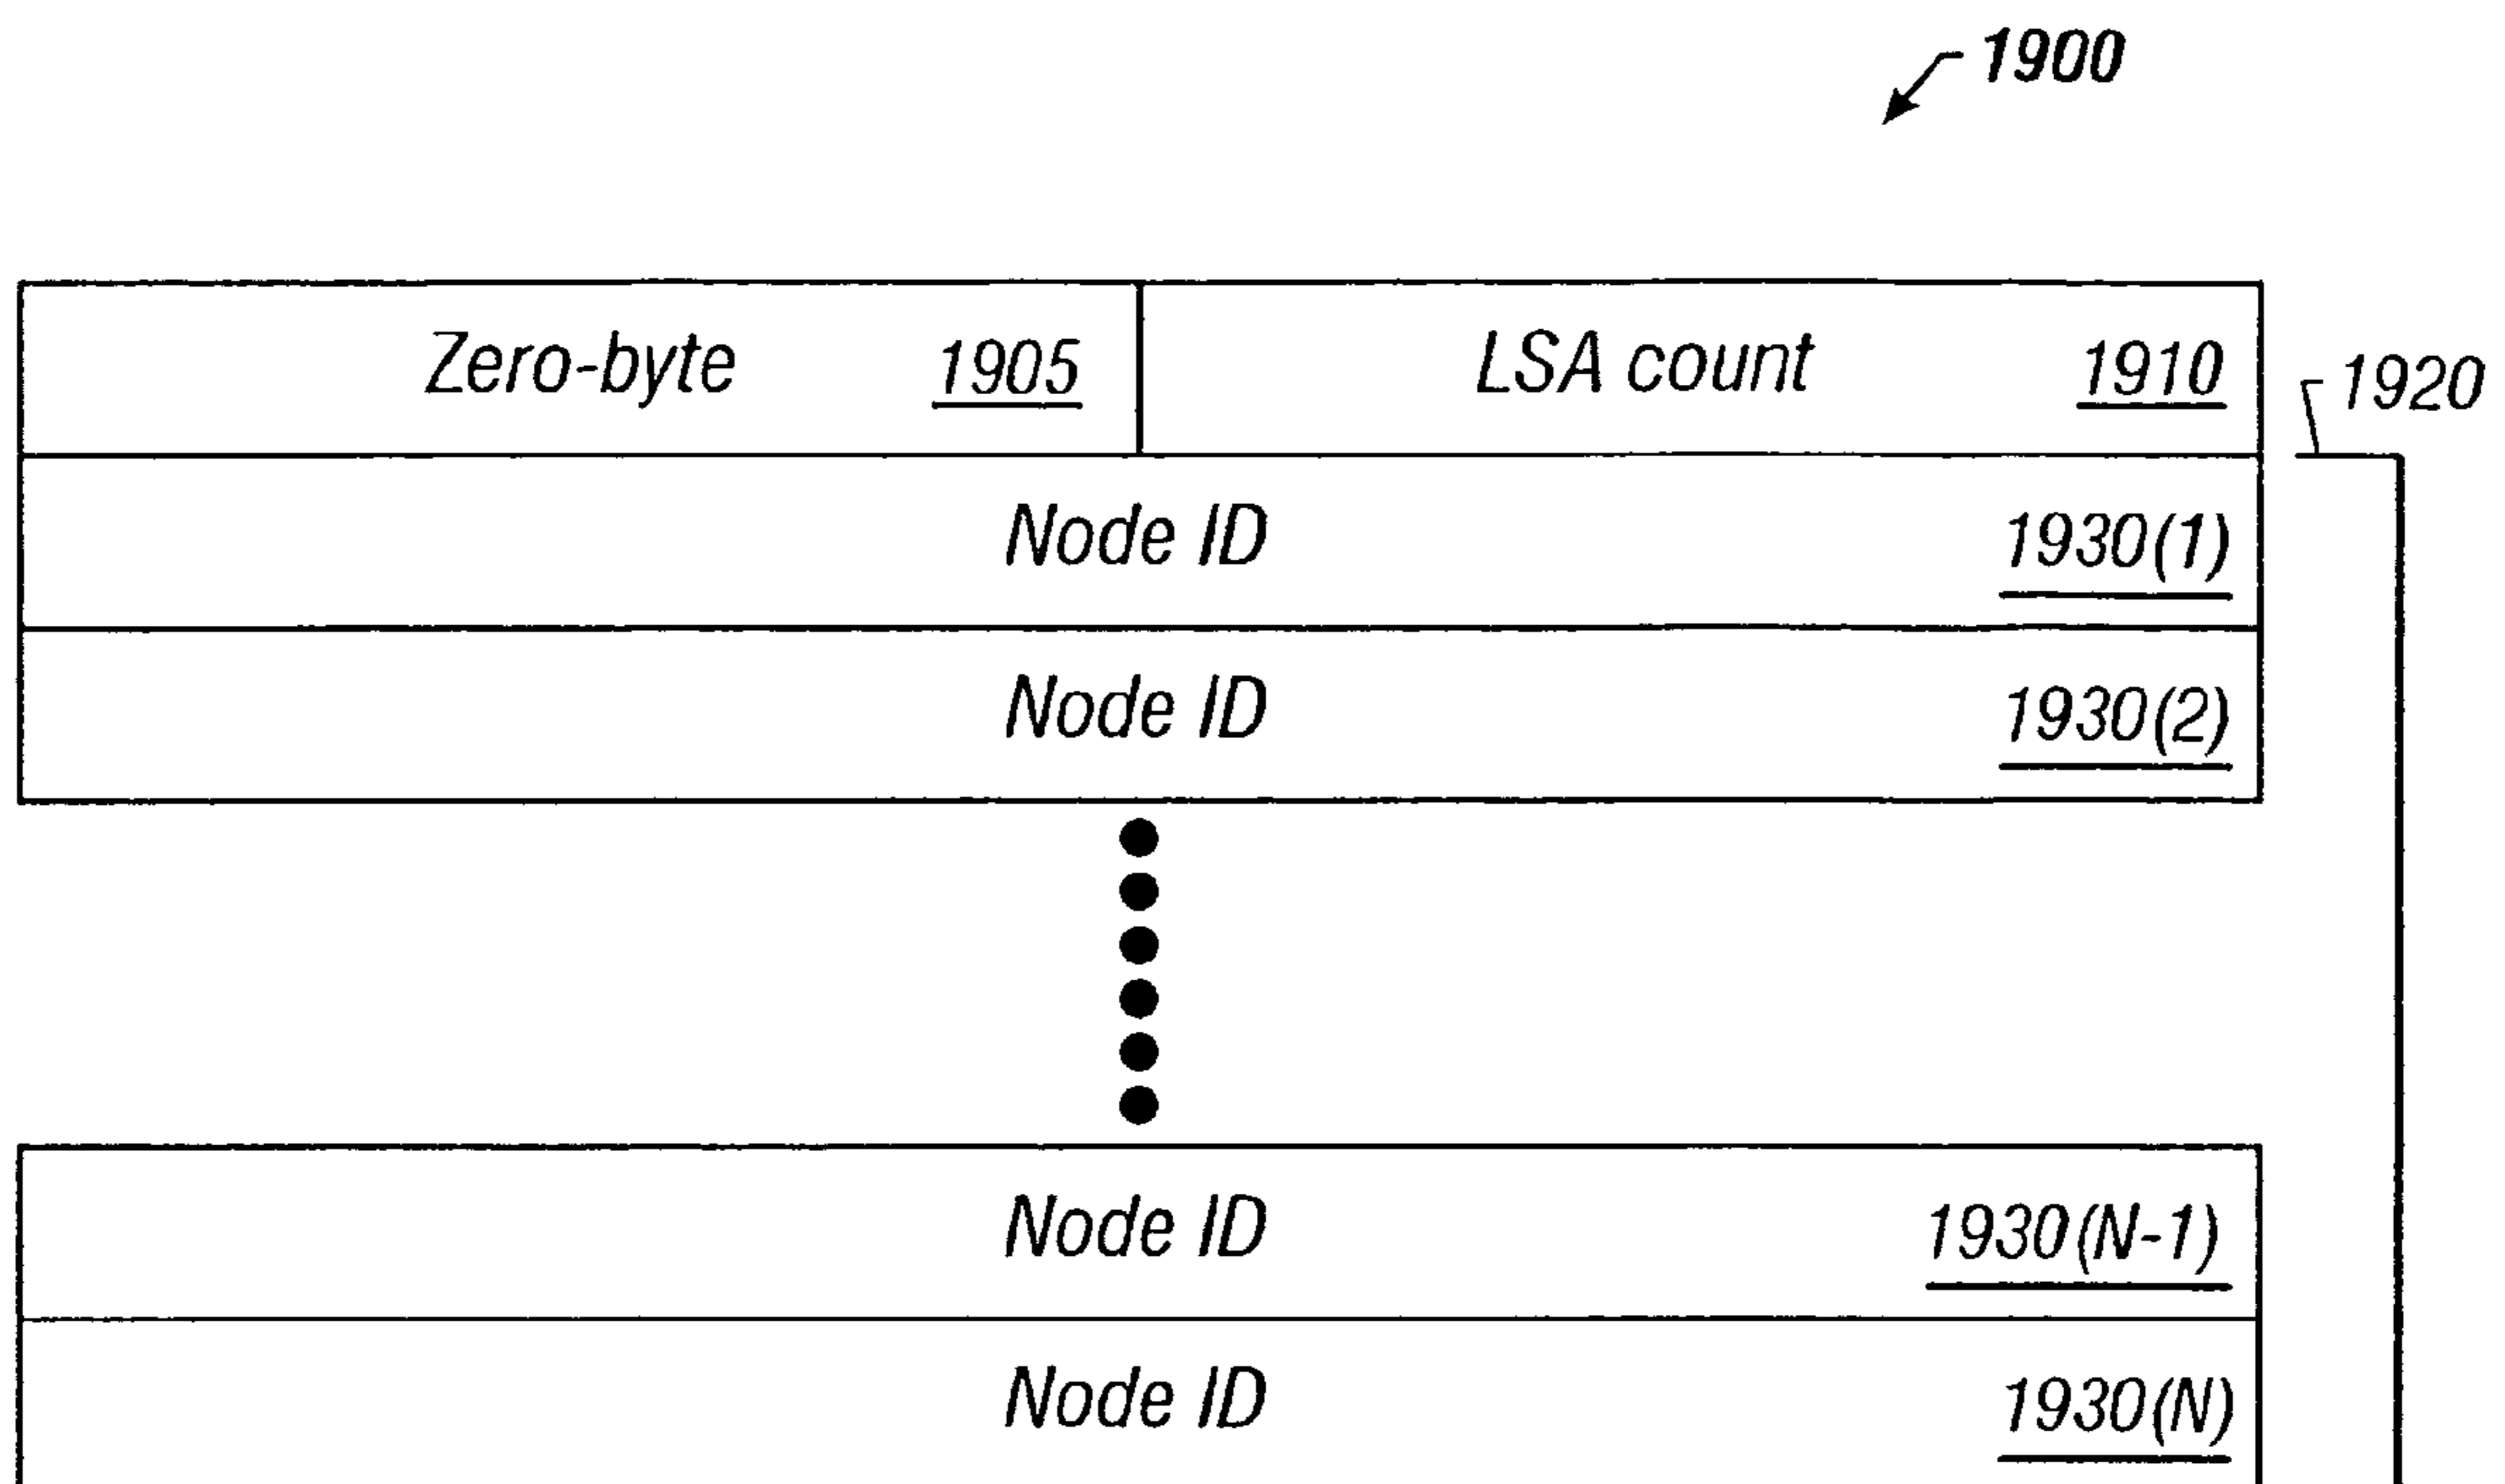 1900
Zero-byte 1905 LSA count 1910 1920
Node ID 1930(1)
Node ID 1930(2)
Node ID 1930(N-1)
Node ID 1930(N)